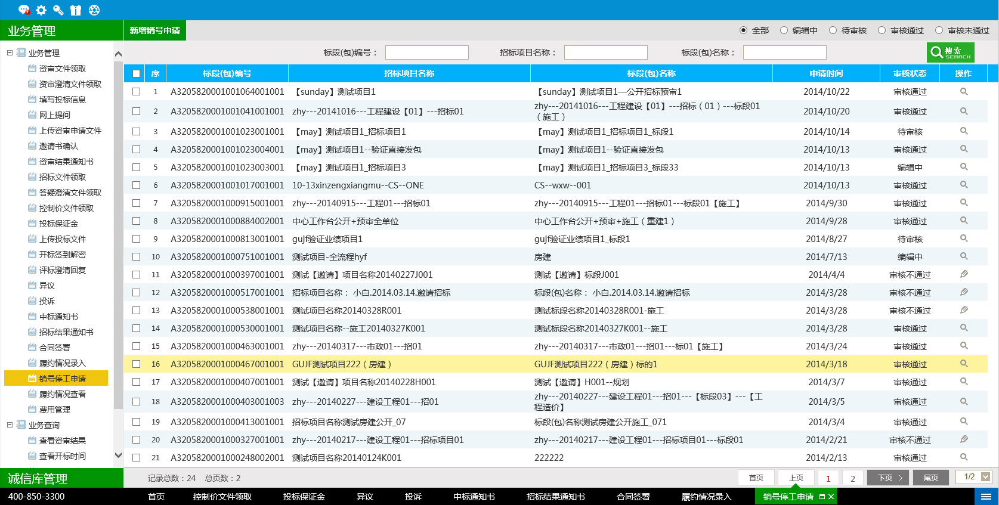 业务管理
新增销号申请
全部 编辑中 待审核 审核通过 审核未通过
标段(包)编号： 招标项目名称： 标段(包)名称： 搜索 SEARCH
业务管理
资审文件领取
资审澄清文件领取
填写投标信息
网上提问
上传资审申请文件
邀请书确认
资审结果通知书
招标文件领取
答疑澄清文件领取
控制价文件领取
投标保证金
上传投标文件
开标签到解密
评标澄清回复
异议
投诉
中标通知书
招标结果通知书
合同签署
履约情况录入
销号停工申请
履约情况查看
费用管理
业务查询
查看资审结果
查看开标时间
诚信库管理
400-850-3300
序 标段(包)编号 招标项目名称 标段(包)名称 申请时间 审核状态 操作
1 A3205820001001064001001 【sunday】测试项目1 【sunday】测试项目1—公开招标预审1 2014/10/22 审核通过
2 A3205820001001041001001 zhy---20141016---工程建设【01】---招标01 zhy---20141016---工程建设【01】---招标（01）---标段01
（施工） 2014/10/20 审核通过
3 A3205820001001023001001 【may】测试项目1_招标项目1 【may】测试项目1_招标项目1_标段1 2014/10/14 待审核
4 A3205820001001023004001 【may】测试项目1--验证直接发包 【may】测试项目1--验证直接发包 2014/10/13 审核通过
5 A3205820001001023003001 【may】测试项目1_招标项目3 【may】测试项目1_招标项目3_标段33 2014/10/13 编辑中
6 A3205820001001017001001 10-13xinzengxiangmu--CS--ONE CS--wxw--001 2014/10/13 审核通过
7 A3205820001000915001001 zhy---20140915---工程01---招标01 zhy---20140915---工程01---招标01---标段01【施工】 2014/9/30 审核通过
8 A3205820001000884002001 中心工作台公开+预审全单位 中心工作台公开+预审+施工（重建1） 2014/9/28 审核通过
9 A3205820001000813001001 gujf验证业绩项目1 gujf验证业绩项目1_标段1 2014/8/27 待审核
10 A3205820001000751001001 测试项目-全流程hyf 房建 2014/7/13 编辑中
11 A3205820001000397001001 测试【邀请】项目名称20140227J001 测试【邀请】标段J001 2014/4/4 审核不通过
12 A3205820001000517001001 招标项目名称： 小白.2014.03.14.邀请招标 标段(包)名称： 小白.2014.03.14.邀请招标 2014/3/28 审核不通过
13 A3205820001000538001001 测试项目名称20140328R001 测试标段名称20140328R001-施工 2014/3/28 审核不通过
14 A3205820001000530001001 测试项目名称--施工20140327K001 测试标段名称20140327K001--施工 2014/3/28 审核通过
15 A3205820001000463001001 zhy---20140317---市政01---招01 zhy---20140317---市政01---招01---标01【施工】 2014/3/24 审核通过
16 A3205820001000467001001 GUJF测试项目222（房建） GUJF测试项目222（房建）标的1 2014/3/18 审核通过
17 A3205820001000407001001 测试【邀请】项目名称20140228H001 测试【邀请】H001--规划 2014/3/7 审核通过
18 A3205820001000403001003 zhy---20140227---建设工程01---招01 zhy---20140227---建设工程01---招01---【标段03】---【工
程造价】 2014/3/5 审核通过
19 A3205820001000413001001 招标项目名称测试房建公开_07 标段(包)名称测试房建公开施工_071 2014/3/4 审核通过
20 A3205820001000327001001 zhy---20140217---建设工程01---招标项目01 zhy---20140217---建设工程01---招标项目01---标段01 2014/2/21 审核不通过
21 A3205820001000248002001 测试项目名称20140124K001 222222 2014/2/13 审核通过
记录总数：24 总页数：2 首页 上页 1 2 下页 尾页 1/2
首页 控制价文件领取 投标保证金 异议 投诉 中标通知书 招标结果通知书 合同签署 履约情况录入 销号停工申请